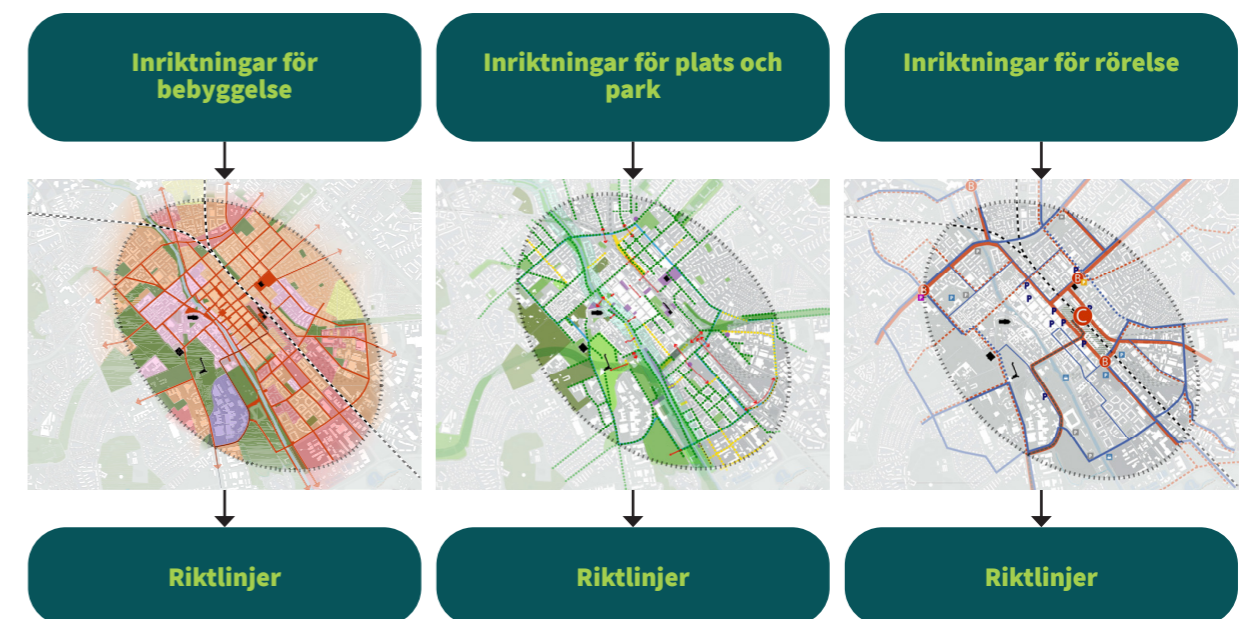 Inriktningar för
bebyggelse
Inriktningar för plats och
park
Inriktningar för rörelse
B
B
B
B
C
P
P
P
P
P
P
P
P
Riktlinjer
Riktlinjer
Riktlinjer